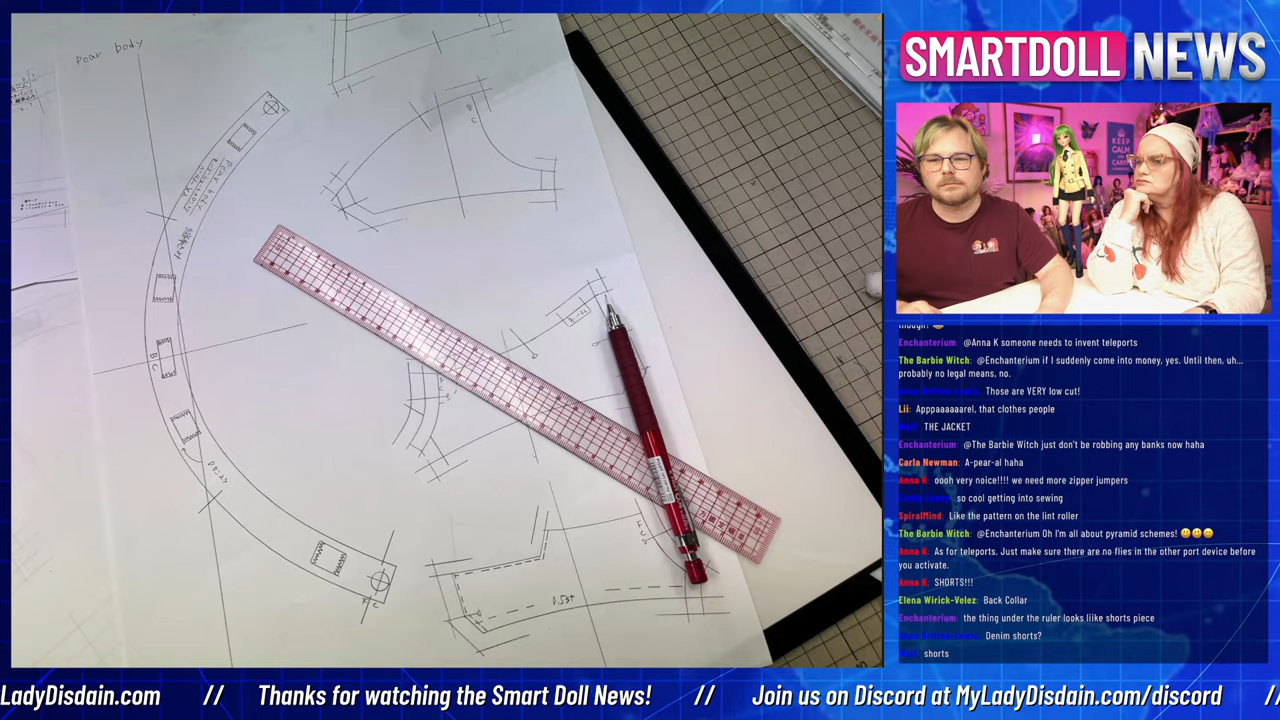 Pear body
B
C
B
C
0.5st
SMARTDOLL NEWS
KEEP
CALM
AND
CARRY
Enchanterium: @Anna K someone needs to invent teleports
The Barbie Witch: @Enchanterium if I suddenly come into money, yes. Until then, uh...
probably no legal means, no.
Those are VERY low cut!
Lii: Apppaaaaarel, that clothes people
THE JACKET
Enchanterium: @The Barbie Witch just don't be robbing any banks now haha
Carla Newman: A-pear-al haha
Anna K: oooh very noice!!!! we need more zipper jumpers
so cool getting into sewing
SpiralMind: Like the pattern on the lint roller
The Barbie Witch: @Enchanterium Oh I'm all about pyramid schemes! 😃😃😃
Anna K: As for teleports. Just make sure there are no flies in the other port device before
you activate.
Anna K: SHORTS!!!
Elena Wirick-Velez: Back Collar
Enchanterium: the thing under the ruler looks liike shorts piece
Denim shorts?
shorts
LadyDisdain.com // Thanks for watching the Smart Doll News! // Join us on Discord at MyLadyDisdain.com/discord //